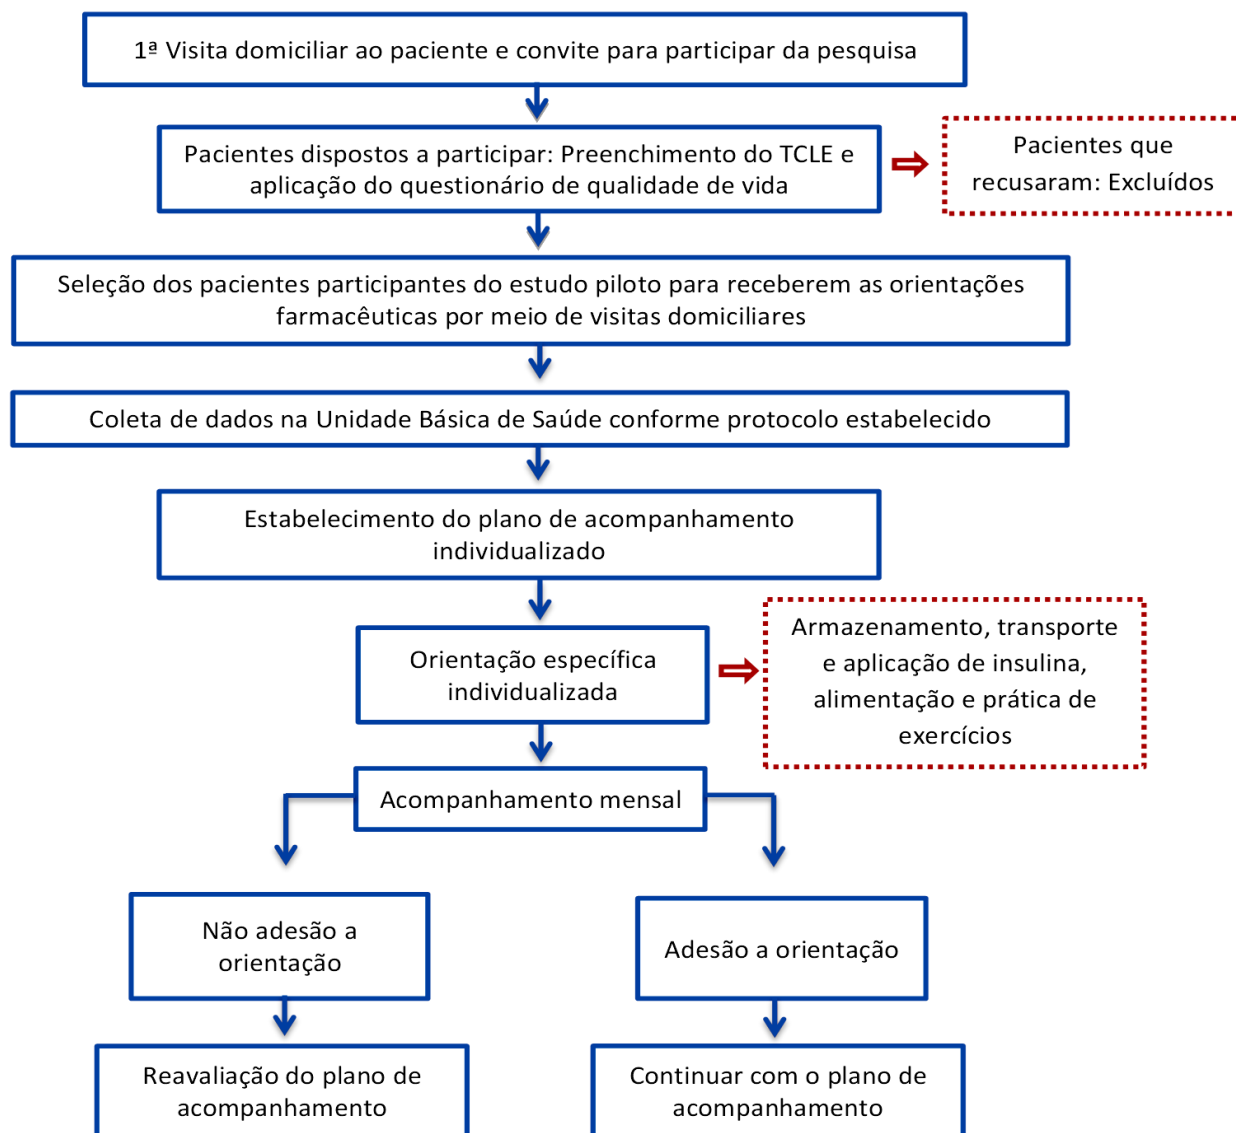 1ª Visita domiciliar ao paciente e convite para participar da pesquisa
Pacientes dispostos a participar: Preenchimento do TCLE e
aplicação do questionário de qualidade de vida
Pacientes que
recusaram: Excluídos
Seleção dos pacientes participantes do estudo piloto para receberem as orientações
farmacêuticas por meio de visitas domiciliares
Coleta de dados na Unidade Básica de Saúde conforme protocolo estabelecido
Estabelecimento do plano de acompanhamento
individualizado
Orientação específica
individualizada
Armazenamento, transporte
e aplicação de insulina,
alimentação e prática de
exercícios
Acompanhamento mensal
Não adesão a
orientação
Adesão a orientação
Reavaliação do plano de
acompanhamento
Continuar com o plano de
acompanhamento